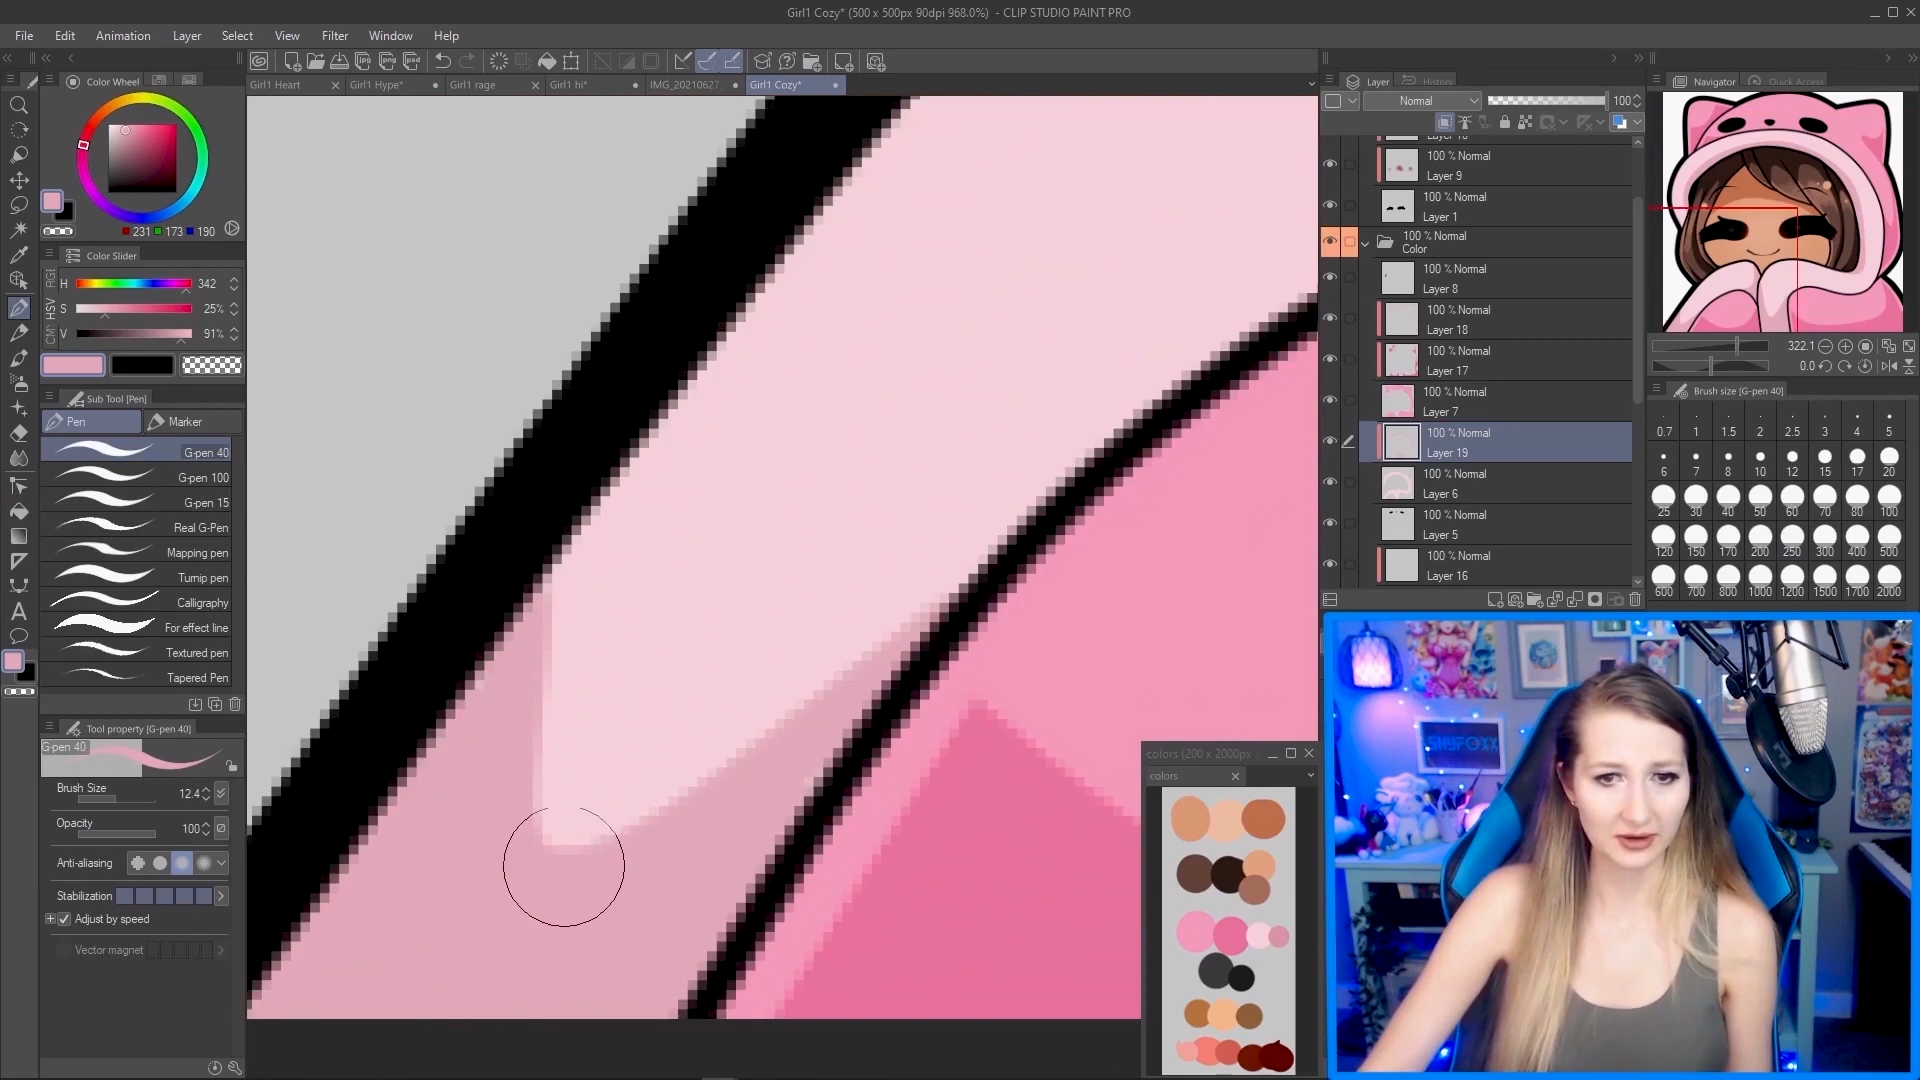 Girl1 Cozy* (500 x 500px 90dpi 968.0%) - CLIP STUDIO PAINT PRO
File Edit Animation Layer Select View Filter Window Help
Girl1 Heart Girl1 Hype* Girl1 rage Girl1 hi* IMG_20210627 Girl1 Cozy*
Color Wheel
231 173 190
Color Slider
RGB
HSV
H 342
S 25%
V 91%
Sub Tool [Pen]
Pen Marker
G-pen 40
G-pen 100
G-pen 15
Real G-Pen
Mapping pen
Turnip pen
Calligraphy
For effect line
Textured pen
Tapered Pen
Tool property [G-pen 40]
G-pen 40
Brush Size 12.4
Opacity 100
Anti-aliasing
Stabilization
Adjust by speed
Vector magnet
colors (200 x 2000px
colors
Layer History
Normal 100
100 % Normal
Layer 9
100 % Normal
Layer 1
100 % Normal
Color
100 % Normal
Layer 8
100 % Normal
Layer 18
100 % Normal
Layer 17
100 % Normal
Layer 7
100 % Normal
Layer 19
100 % Normal
Layer 6
100 % Normal
Layer 5
100 % Normal
Layer 16
Navigator Quick Access
322.1
0.0
Brush size [G-pen 40]
0.7 1 1.5 2 2.5 3 4 5
6 7 8 10 12 15 17 20
25 30 40 50 60 70 80 100
120 150 170 200 250 300 400 500
600 700 800 1000 1200 1500 1700 2000